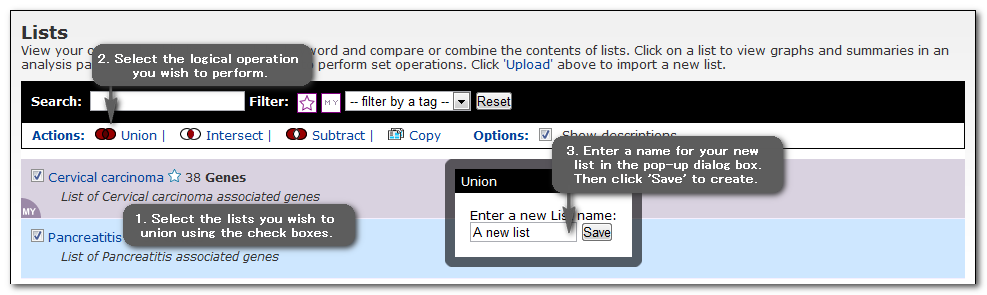 Lists
View your o word and compare or combine the contents of lists. Click on a list to view graphs and summaries in an
analysis pa perform set operations. Click 'Upload' above to import a new list.
2. Select the logical operation
you wish to perform.
Search: Filter: MY -- filter by a tag -- Reset
Actions: Union | Intersect | Subtract | Copy Options: Show descriptions
3. Enter a name for your new
list in the pop-up dialog box.
Then click 'Save' to create.
Cervical carcinoma 38 Genes
List of Cervical carcinoma associated genes
MY
1. Select the lists you wish to
union using the check boxes.
Pancreatitis
List of Pancreatitis associated genes
Union
Enter a new List name:
A new list Save